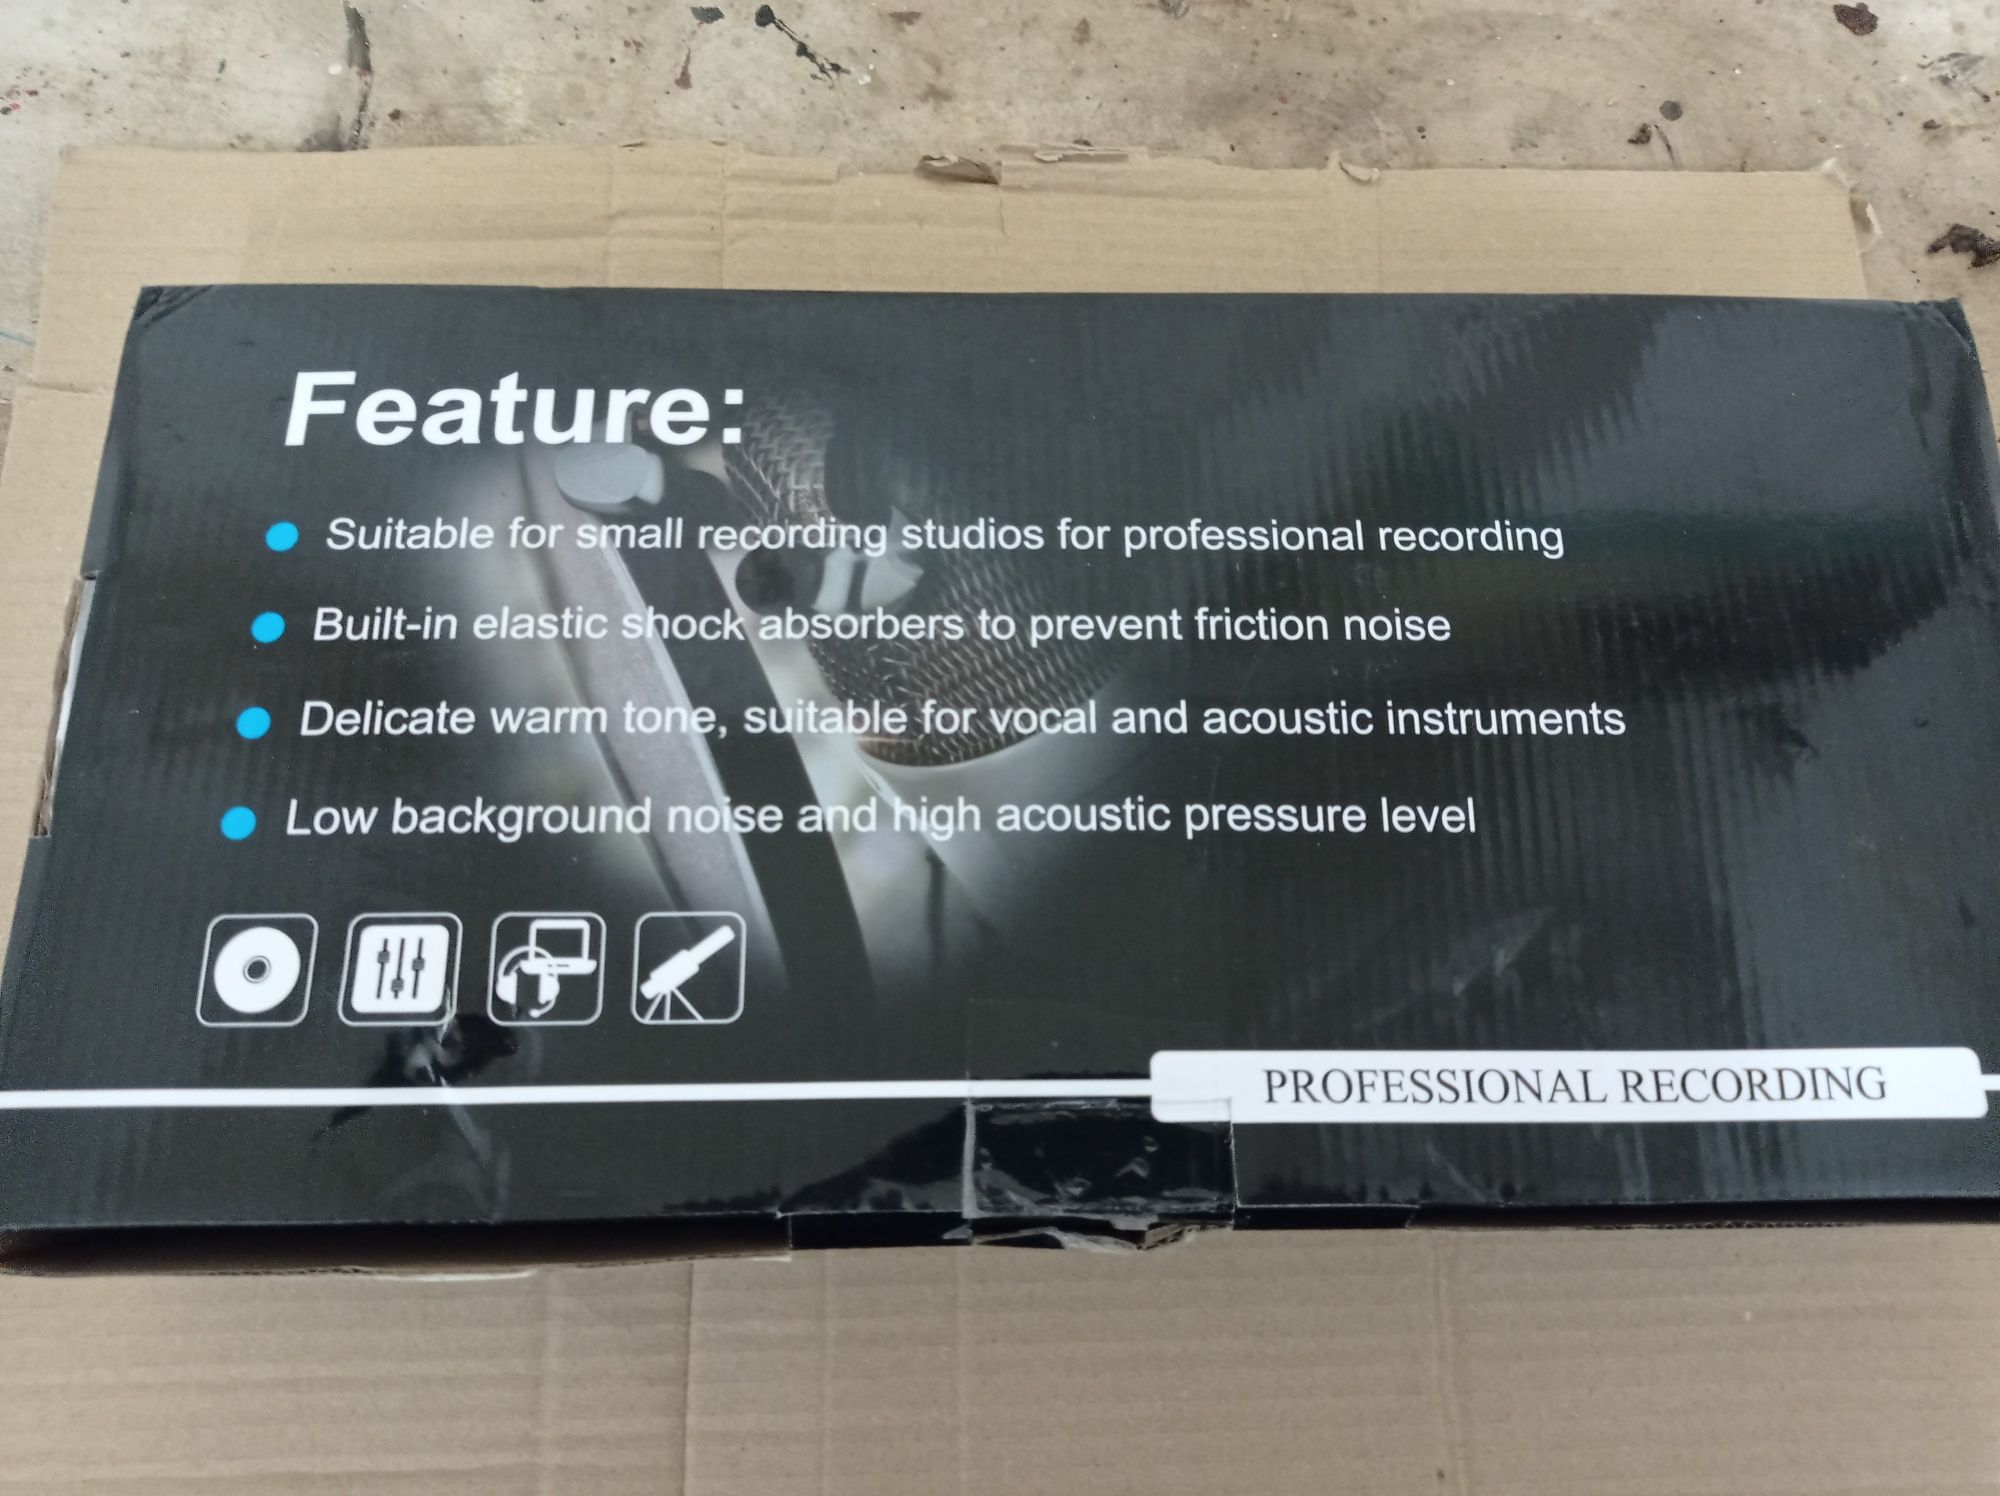 Feature:
Suitable for small recording studios for professional recording
Built-in elastic shock absorbers to prevent friction noise
Delicate warm tone, suitable for vocal and acoustic instruments
Low background noise and high acoustic pressure level
PROFESSIONAL RECORDING